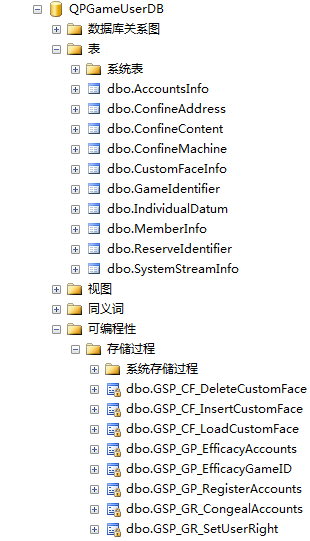 QPGameUserDB
数据库关系图
表
系统表
dbo.AccountsInfo
dbo.ConfineAddress
dbo.ConfineContent
dbo.ConfineMachine
dbo.CustomFaceInfo
dbo.GameIdentifier
dbo.IndividualDatum
dbo.MemberInfo
dbo.ReserveIdentifier
dbo.SystemStreamInfo
视图
同义词
可编程性
存储过程
系统存储过程
dbo.GSP_CF_DeleteCustomFace
dbo.GSP_CF_InsertCustomFace
dbo.GSP_CF_LoadCustomFace
dbo.GSP_GP_EfficacyAccounts
dbo.GSP_GP_EfficacyGameID
dbo.GSP_GP_RegisterAccounts
dbo.GSP_GR_CongealAccounts
dbo.GSP_GR_SetUserRight